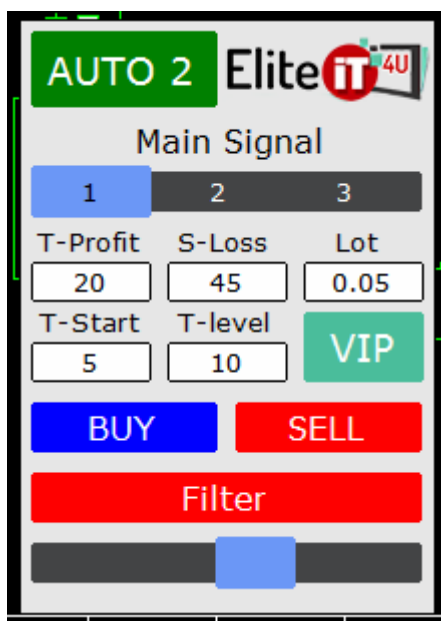 AUTO 2 Elite iT 4U
Main Signal
1 2 3
T-Profit S-Loss Lot
20 45 0.05
T-Start T-level
5 10 VIP
BUY SELL
Filter